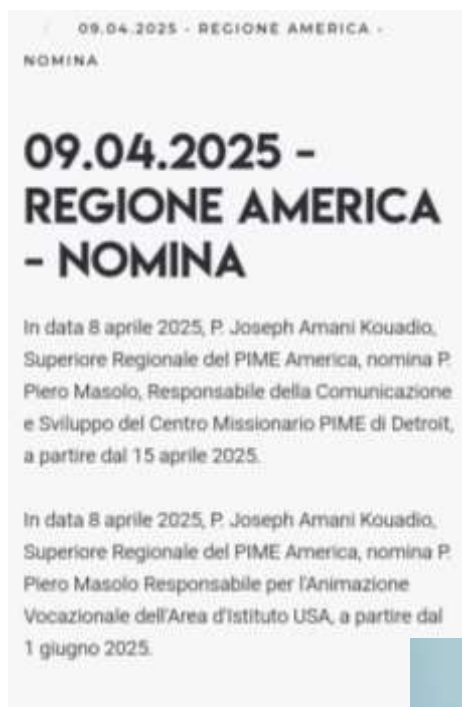 09.04.2025 - REGIONE AMERICA -
NOMINA
09.04.2025 –
REGIONE AMERICA
– NOMINA
In data 8 aprile 2025, P. Joseph Amani Kouadio,
Superiore Regionale del PIME America, nomina P.
Piero Masolo, Responsabile della Comunicazione
e Sviluppo del Centro Missionario PIME di Detroit,
a partire dal 15 aprile 2025.
In data 8 aprile 2025, P. Joseph Amani Kouadio,
Superiore Regionale del PIME America, nomina P.
Piero Masolo Responsabile per l'Animazione
Vocazionale dell'Area d'Istituto USA, a partire dal
1 giugno 2025.